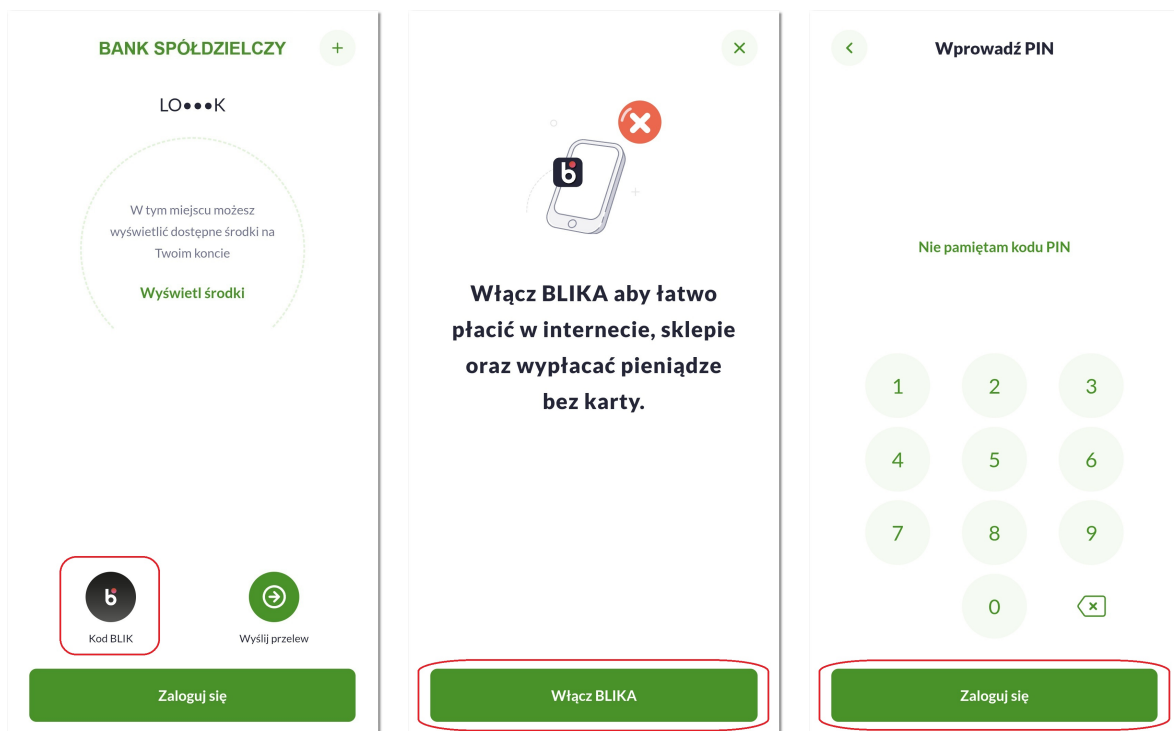 BANK SPÓŁDZIELCZY
+
LO•••K
W tym miejscu możesz
wyświetlić dostępne środki na
Twoim koncie
Wyświetl środki
Kod BLIK
Wyślij przelew
Zaloguj się
Włącz BLIKA aby łatwo
płacić w internecie, sklepie
oraz wypłacać pieniądze
bez karty.
Włącz BLIKA
Wprowadź PIN
Nie pamiętam kodu PIN
1 2 3
4 5 6
7 8 9
0
Zaloguj się